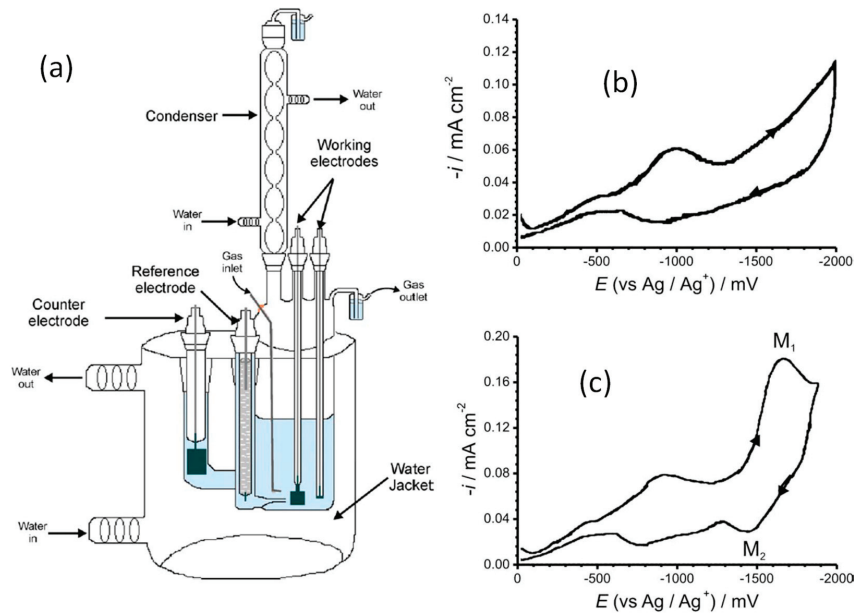 (a)
Condenser
Water
out
Working
electrodes
Water
in
Gas
inlet
Reference
electrode
Counter
electrode
Gas
outlet
Water
out
Water
Jacket
Water
in
(b)
0.14
0.12
0.10
0.08
0.06
0.04
0.02
0.00
-i / mA cm-2
0
-500
-1000
-1500
-2000
E (vs Ag / Ag+) / mV
(c)
M1
M2
0.20
0.16
0.12
0.08
0.04
0.00
-i / mA cm-2
0
-500
-1000
-1500
-2000
E (vs Ag / Ag+) / mV